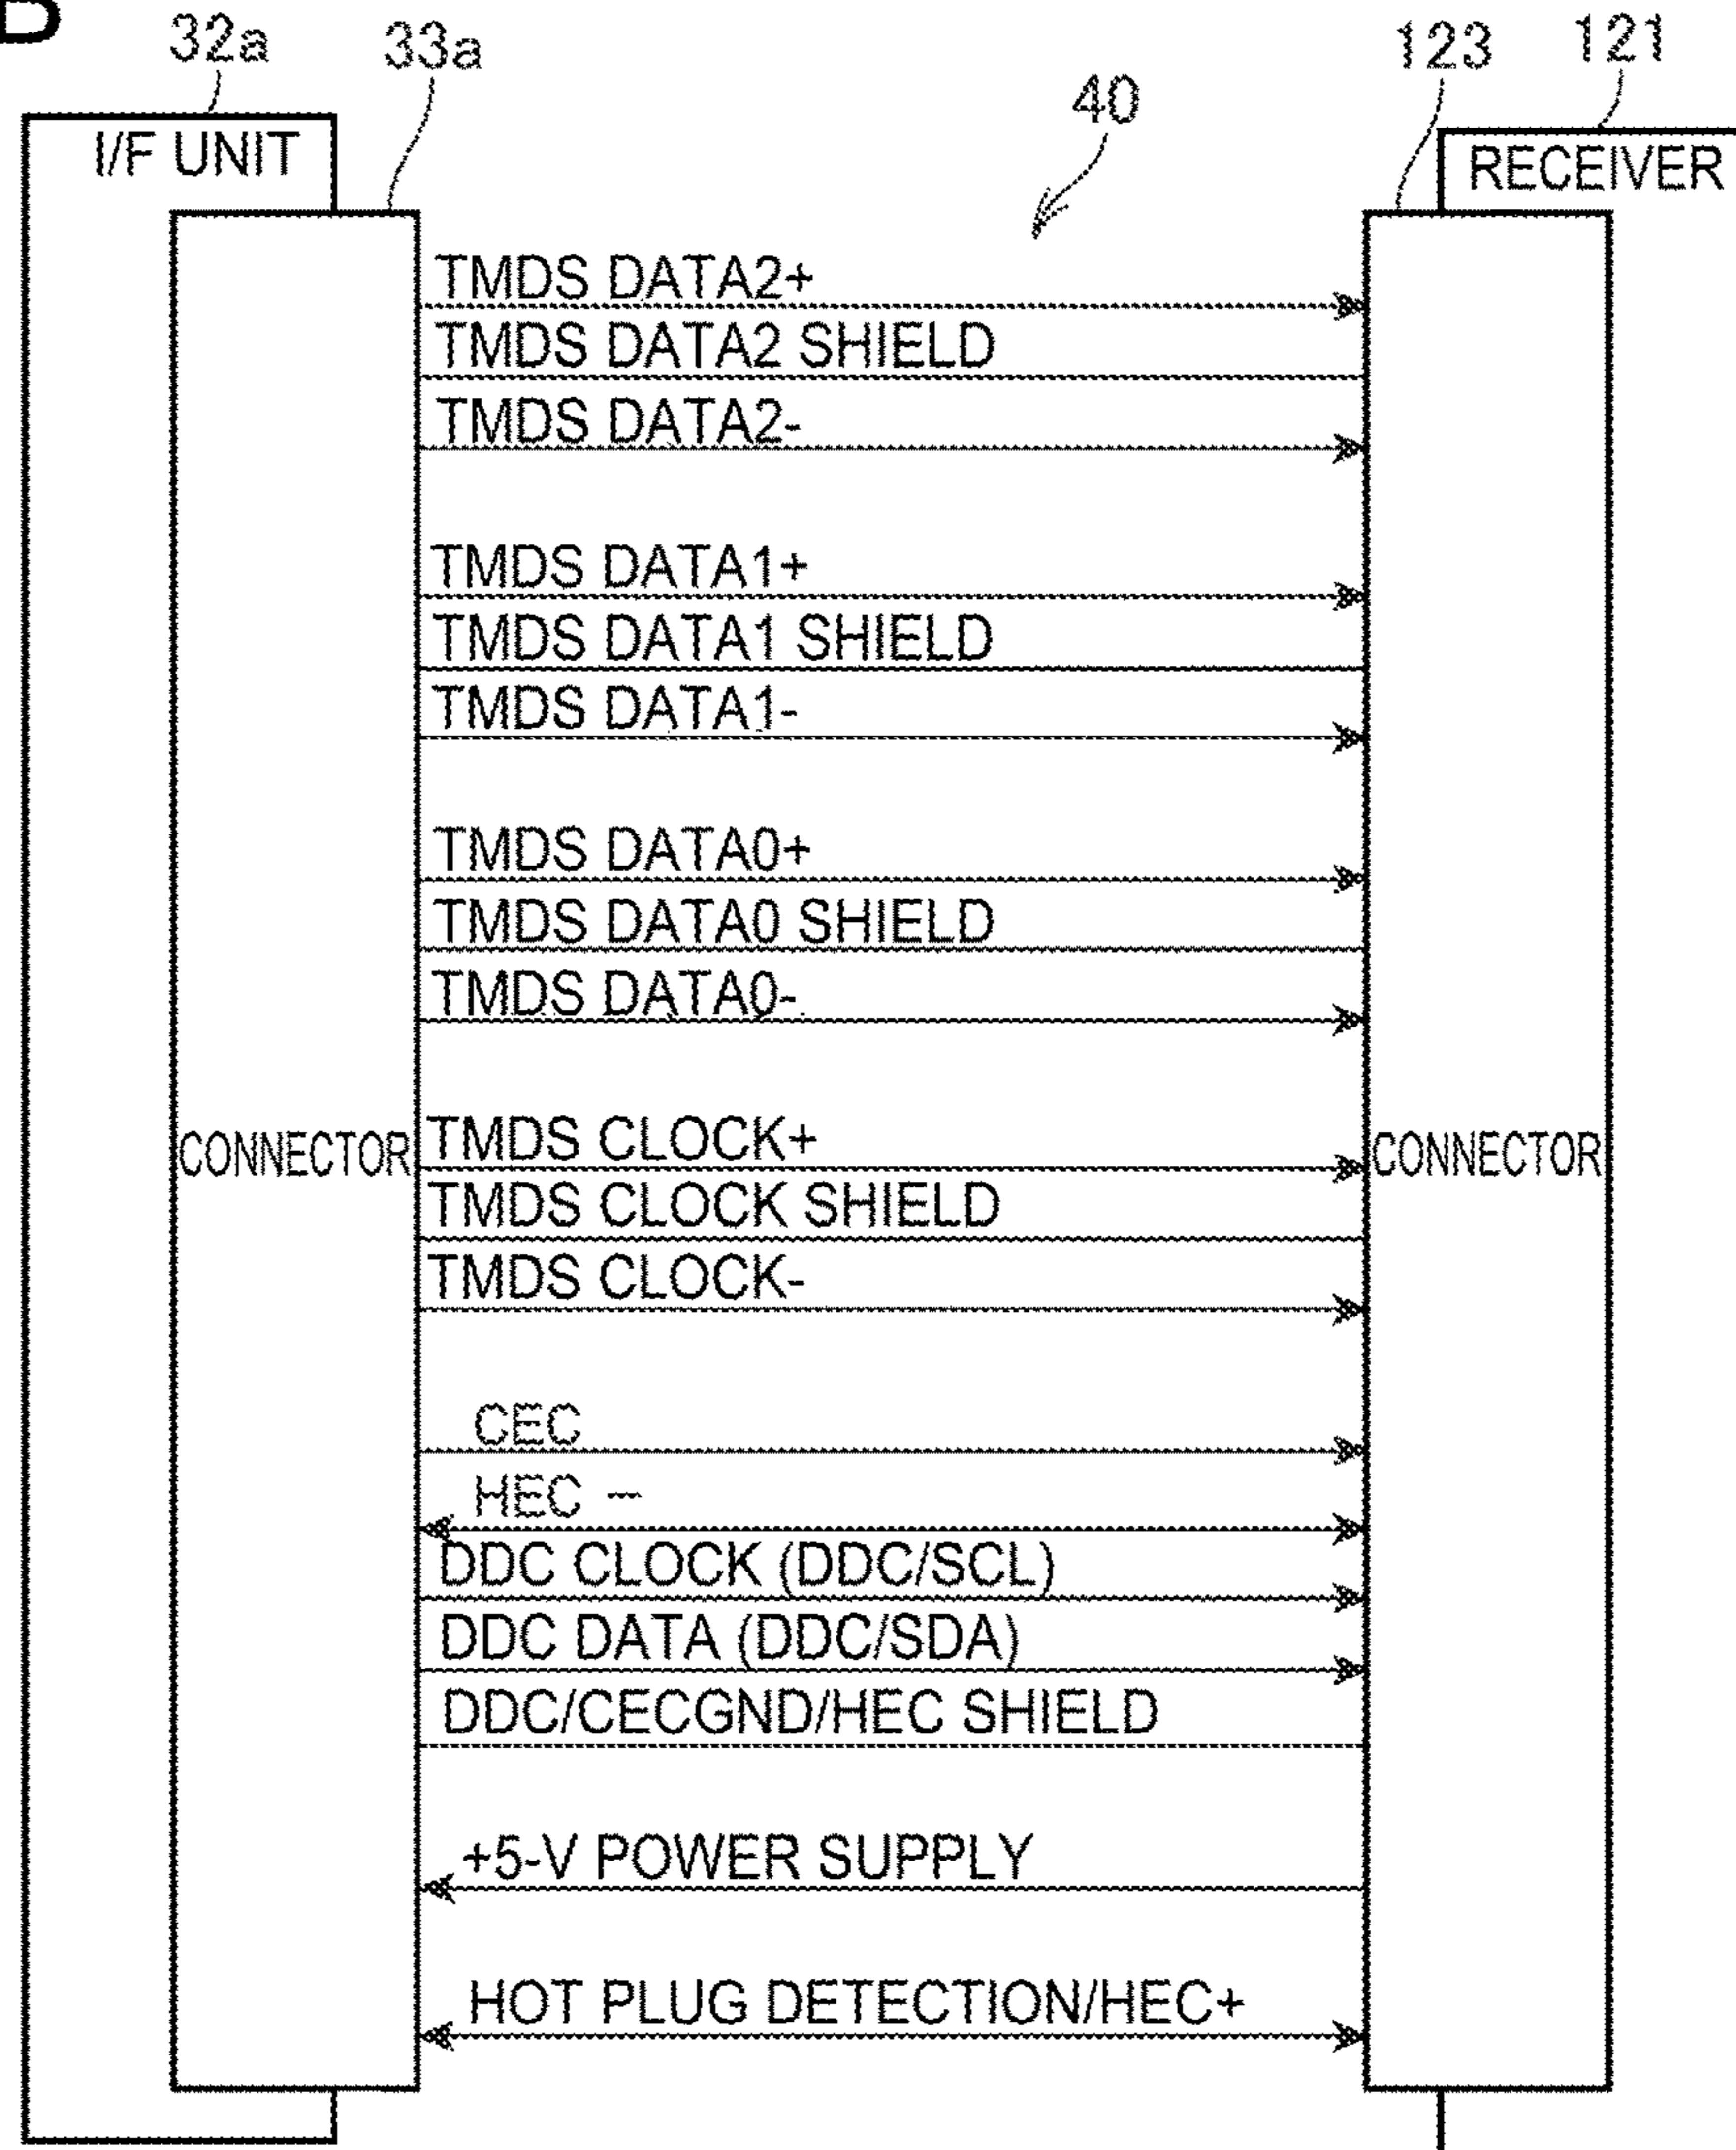 B
32a
33a
40
123
121
I/F UNIT
RECEIVER
TMDS DATA2+
TMDS DATA2 SHIELD
TMDS DATA2-
TMDS DATA1+
TMDS DATA1 SHIELD
TMDS DATA1-
TMDS DATA0+
TMDS DATA0 SHIELD
TMDS DATA0-
CONNECTOR
TMDS CLOCK+
CONNECTOR
TMDS CLOCK SHIELD
TMDS CLOCK-
CEC
HEC −
DDC CLOCK (DDC/SCL)
DDC DATA (DDC/SDA)
DDC/CECGND/HEC SHIELD
+5-V POWER SUPPLY
HOT PLUG DETECTION/HEC+